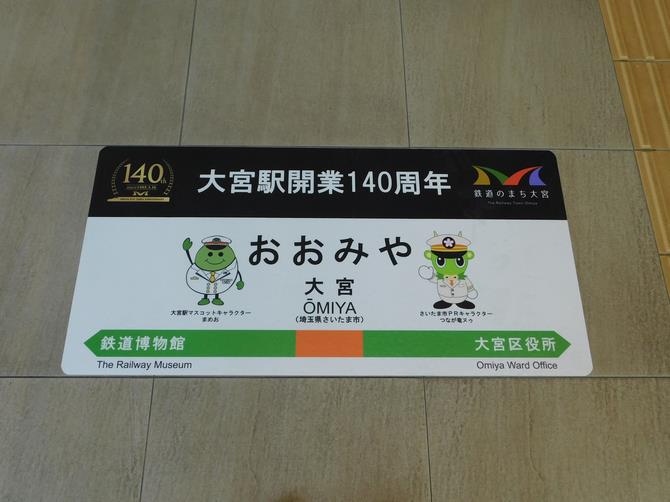 140th
大宮駅開業140周年
鉄道のまち大宮
The Railway Town Omiya
おおみや
大宮
ŌMIYA
(埼玉県さいたま市)
大宮駅マスコットキャラクター
まめお
さいたま市PRキャラクター
つなが竜ヌゥ
鉄道博物館
大宮区役所
The Railway Museum
Omiya Ward Office